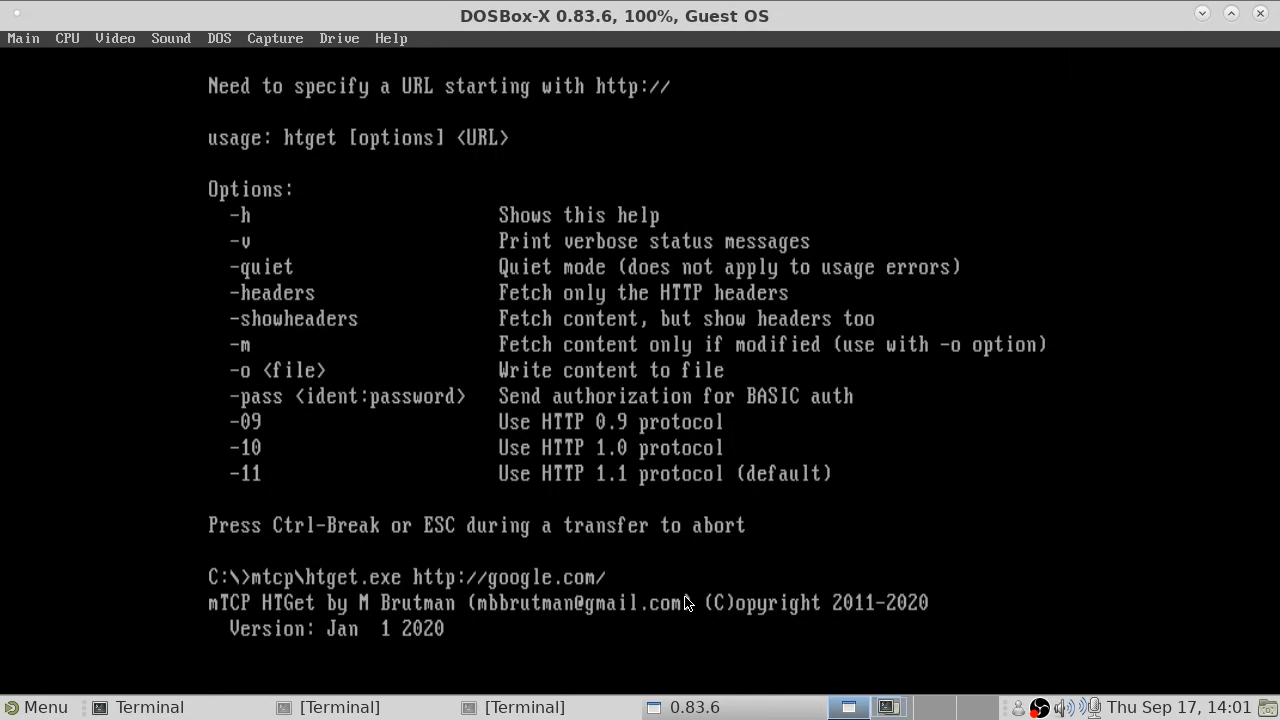 DOSBox-X 0.83.6, 100%, Guest OS
Main CPU Video Sound DOS Capture Drive Help
Need to specify a URL starting with http://
usage: htget [options] <URL>
Options:
-h Shows this help
-v Print verbose status messages
-quiet Quiet mode (does not apply to usage errors)
-headers Fetch only the HTTP headers
-showheaders Fetch content, but show headers too
-m Fetch content only if modified (use with -o option)
-o <file> Write content to file
-pass <ident:password> Send authorization for BASIC auth
-09 Use HTTP 0.9 protocol
-10 Use HTTP 1.0 protocol
-11 Use HTTP 1.1 protocol (default)
Press Ctrl-Break or ESC during a transfer to abort
C:\>mtcp\htget.exe http://google.com/
mTCP HTGet by M Brutman (mbbrutman@gmail.com) (C)opyright 2011-2020
Version: Jan  1 2020
Menu Terminal [Terminal] [Terminal] 0.83.6 Thu Sep 17, 14:01